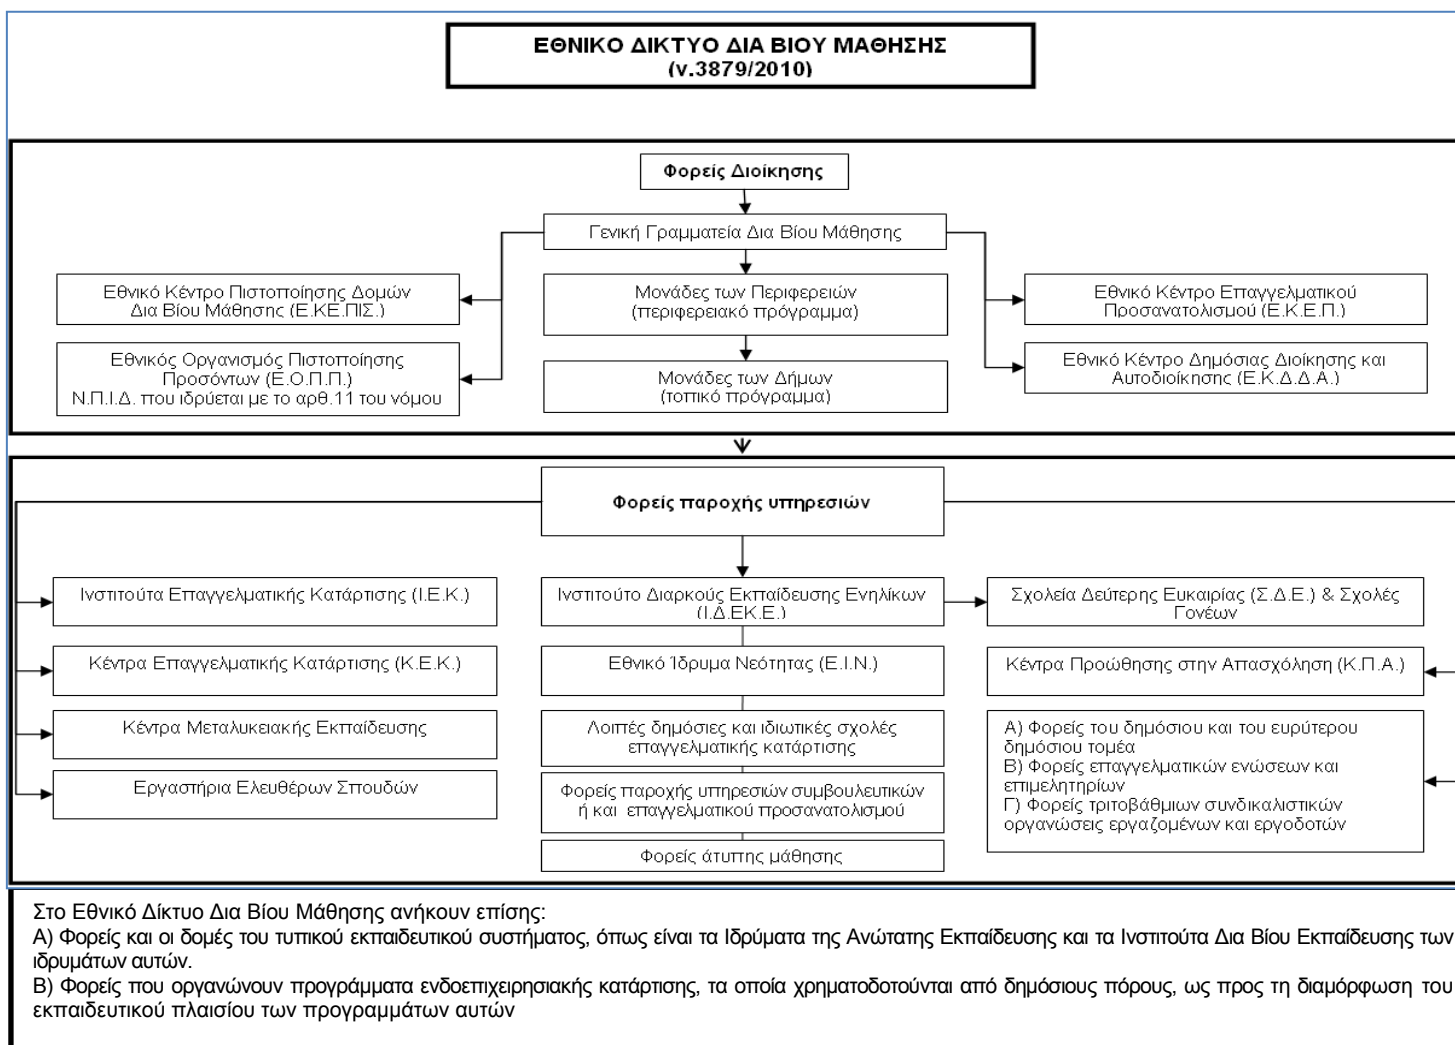 ΕΘΝΙΚΟ ΔΙΚΤΥΟ ΔΙΑ ΒΙΟΥ ΜΑΘΗΣΗΣ
(ν.3879/2010)
Φορείς Διοίκησης
Γενική Γραμματεία Δια Βίου Μάθησης
Εθνικό Κέντρο Πιστοποίησης Δομών
Δια Βίου Μάθησης (Ε.ΚΕ.ΠΙΣ.)
Μονάδες των Περιφερειών
(περιφερειακό πρόγραμμα)
Εθνικό Κέντρο Επαγγελματικού
Προσανατολισμού (Ε.Κ.Ε.Π.)
Εθνικός Οργανισμός Πιστοποίησης
Προσόντων (Ε.Ο.Π.Π.)
Ν.Π.Ι.Δ. που ιδρύεται με το αρθ.11 του νόμου
Μονάδες των Δήμων
(τοπικό πρόγραμμα)
Εθνικό Κέντρο Δημόσιας Διοίκησης και
Αυτοδιοίκησης (Ε.Κ.Δ.Δ.Α.)
Φορείς παροχής υπηρεσιών
Ινστιτούτα Επαγγελματικής Κατάρτισης (Ι.Ε.Κ.)
Ινστιτούτο Διαρκούς Εκπαίδευσης Ενηλίκων
(Ι.Δ.ΕΚ.Ε.)
Σχολεία Δεύτερης Ευκαιρίας (Σ.Δ.Ε.) & Σχολές
Γονέων
Κέντρα Επαγγελματικής Κατάρτισης (Κ.Ε.Κ.)
Εθνικό Ίδρυμα Νεότητας (Ε.Ι.Ν.)
Κέντρα Προώθησης στην Απασχόληση (Κ.Π.Α.)
Κέντρα Μεταλυκειακής Εκπαίδευσης
Λοιπές δημόσιες και ιδιωτικές σχολές
επαγγελματικής κατάρτισης
Α) Φορείς του δημόσιου και του ευρύτερου
δημόσιου τομέα
Β) Φορείς επαγγελματικών ενώσεων και
επιμελητηρίων
Γ) Φορείς τριτοβάθμιων συνδικαλιστικών
οργανώσεις εργαζομένων και εργοδοτών
Εργαστήρια Ελευθέρων Σπουδών
Φορείς παροχής υπηρεσιών συμβουλευτικών
ή και επαγγελματικού προσανατολισμού
Φορείς άτυπης μάθησης
Στο Εθνικό Δίκτυο Δια Βίου Μάθησης ανήκουν επίσης:
Α) Φορείς και οι δομές του τυπικού εκπαιδευτικού συστήματος, όπως είναι τα Ιδρύματα της Ανώτατης Εκπαίδευσης και τα Ινστιτούτα Δια Βίου Εκπαίδευσης των
ιδρυμάτων αυτών.
Β) Φορείς που οργανώνουν προγράμματα ενδοεπιχειρησιακής κατάρτισης, τα οποία χρηματοδοτούνται από δημόσιους πόρους, ως προς τη διαμόρφωση του
εκπαιδευτικού πλαισίου των προγραμμάτων αυτών